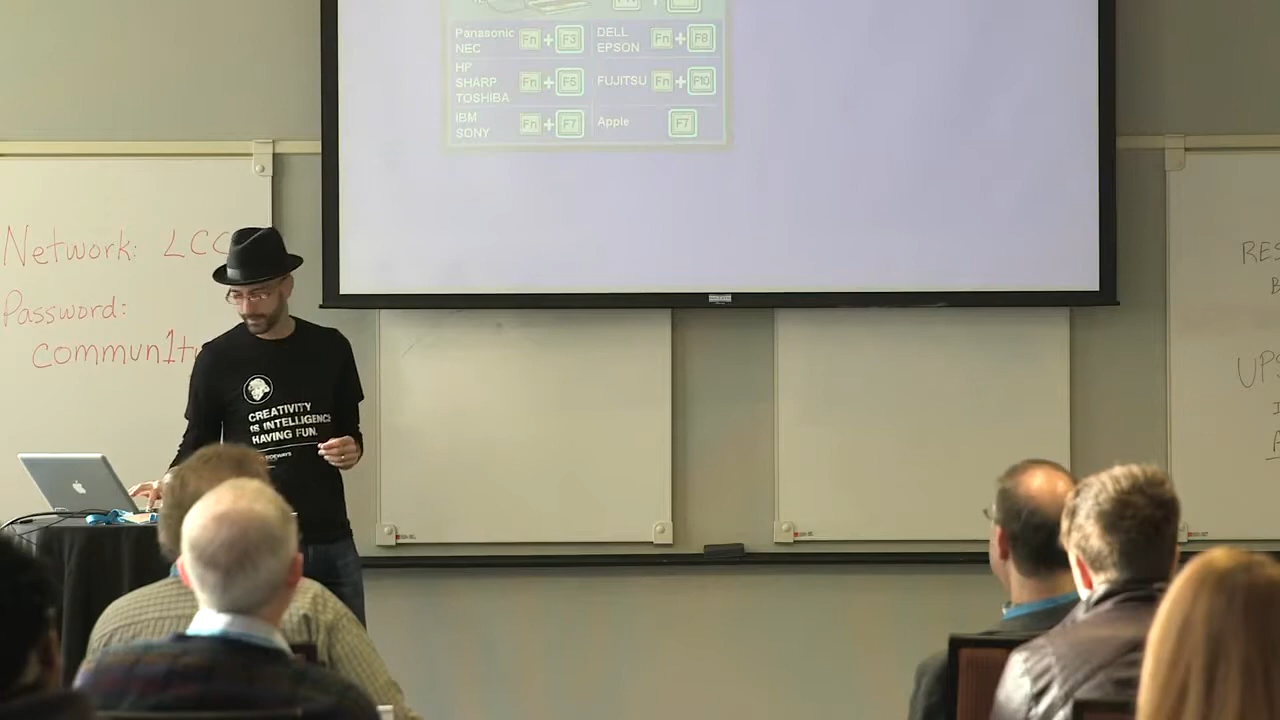 Panasonic
NEC
Fn + F3
DELL
EPSON
Fn + F8
HP
SHARP
TOSHIBA
Fn + F5
FUJITSU
Fn + F10
IBM
SONY
Fn + F7
Apple
F7
Network: LCC
Password:
commun1t
CREATIVITY
IS INTELLIGENCE
HAVING FUN.
RES
B
UPS